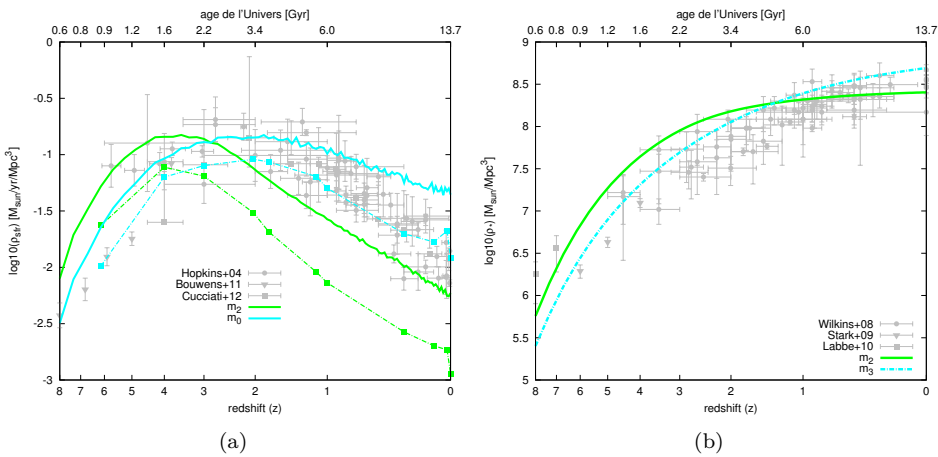 age de l'Univers [Gyr]
0.6 0.8 0.9 1.2 1.6 2.2 3.4 6.0 13.7
0
-0.5
-1
-1.5
-2
-2.5
-3
log10(ρsfr) [Msun/yr/Mpc³]
Hopkins+04
Bouwens+11
Cucciati+12
m₂
m₀
8 7 6 5 4 3 2 1 0
redshift (z)
(a)
age de l'Univers [Gyr]
0.6 0.8 0.9 1.2 1.6 2.2 3.4 6.0 13.7
9
8.5
8
7.5
7
6.5
6
5.5
5
log10(ρ*) [Msun/Mpc³]
Wilkins+08
Stark+09
Labbe+10
m₂
m₃
8 7 6 5 4 3 2 1 0
redshift (z)
(b)